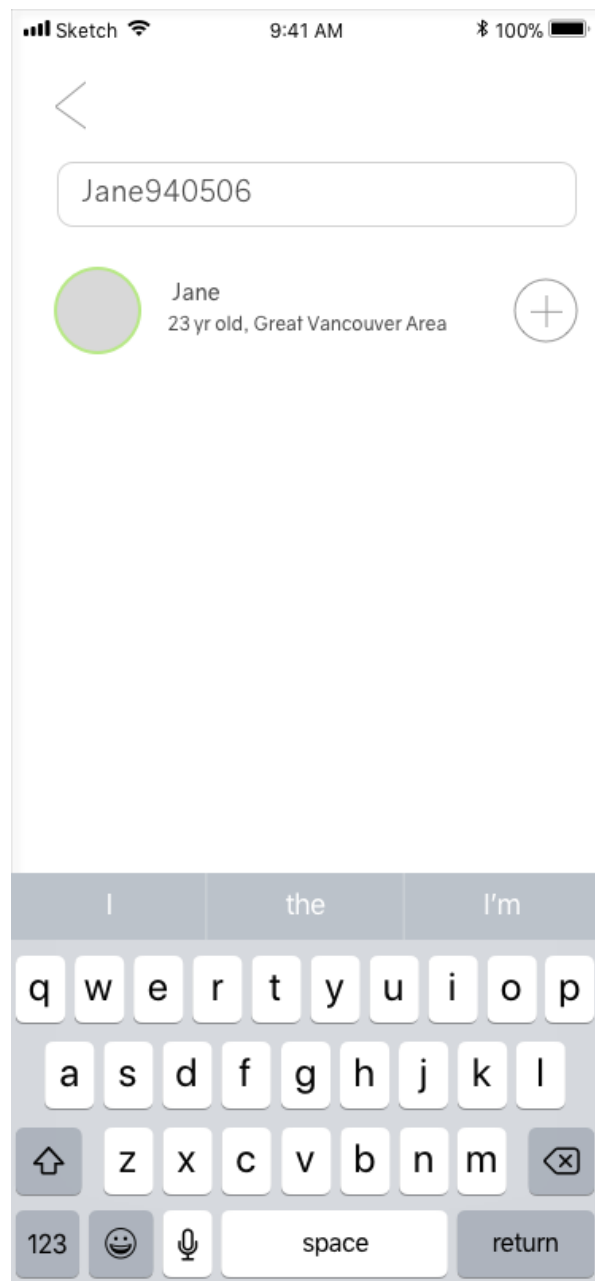 Sketch 9:41 AM 100%
Jane940506
Jane
23 yr old, Great Vancouver Area
I the I'm
q w e r t y u i o p
a s d f g h j k l
z x c v b n m
123 space return